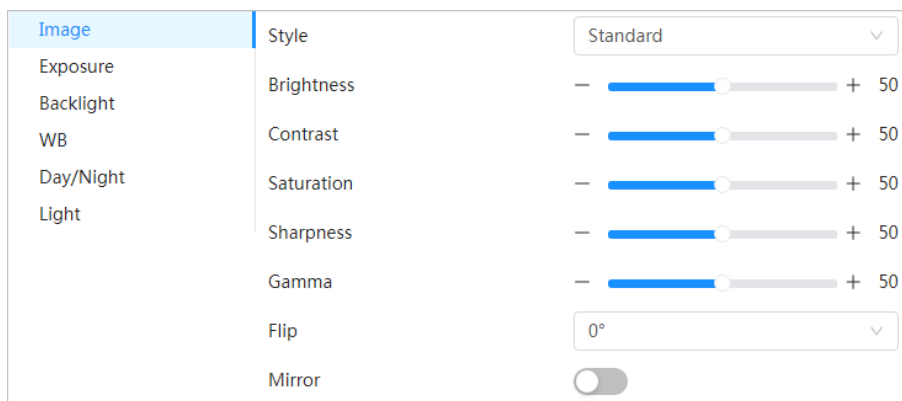 Image
Exposure
Backlight
WB
Day/Night
Light
Style Standard
Brightness 50
Contrast 50
Saturation 50
Sharpness 50
Gamma 50
Flip 0°
Mirror